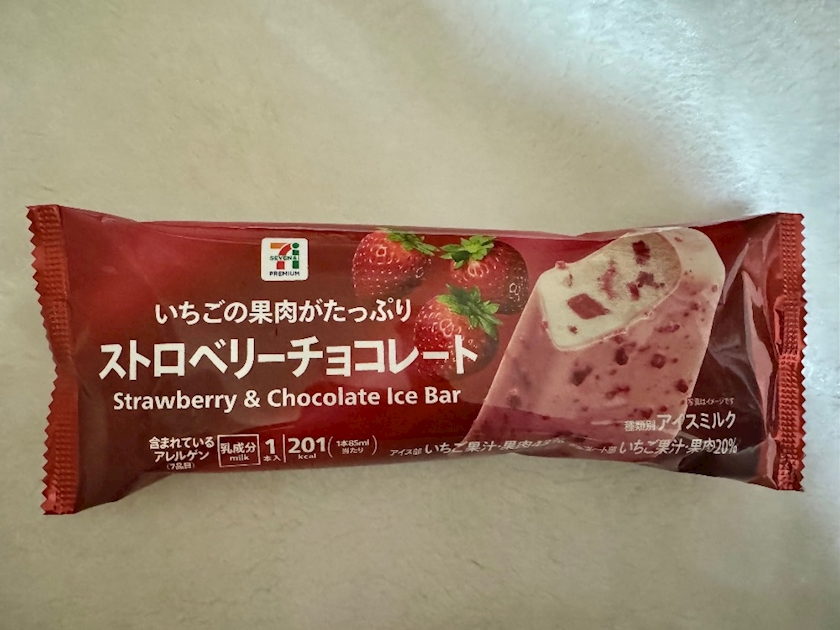 7i
SEVEN&i
PREMIUM
いちごの果肉がたっぷり
ストロベリーチョコレート
Strawberry & Chocolate Ice Bar
写真はイメージです
種類別 アイスミルク
含まれている
アレルゲン
(7品目)
乳成分
milk
1
本入
201
kcal
(1本85ml
当たり)
アイス部 いちご果汁・果肉
いちご果汁・果肉20%